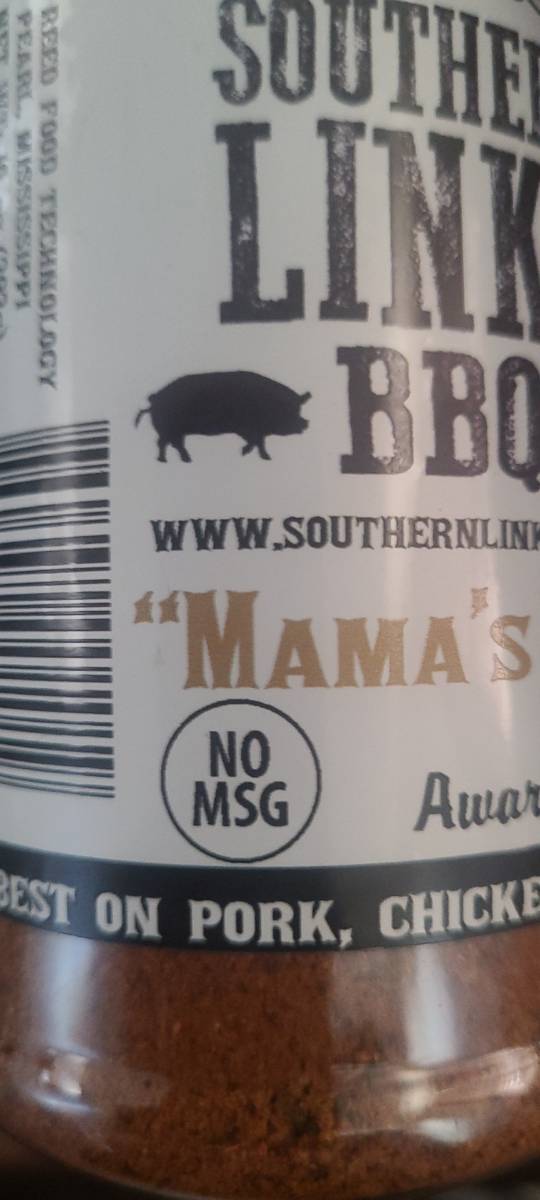 SOUTHE
LINK
BBQ
WWW.SOUTHERNLINK
"MAMA'S
NO
MSG
Awar
BEST ON PORK, CHICKE
REED FOOD TECHNOLOGY
PEARL, MISSISSIPPI